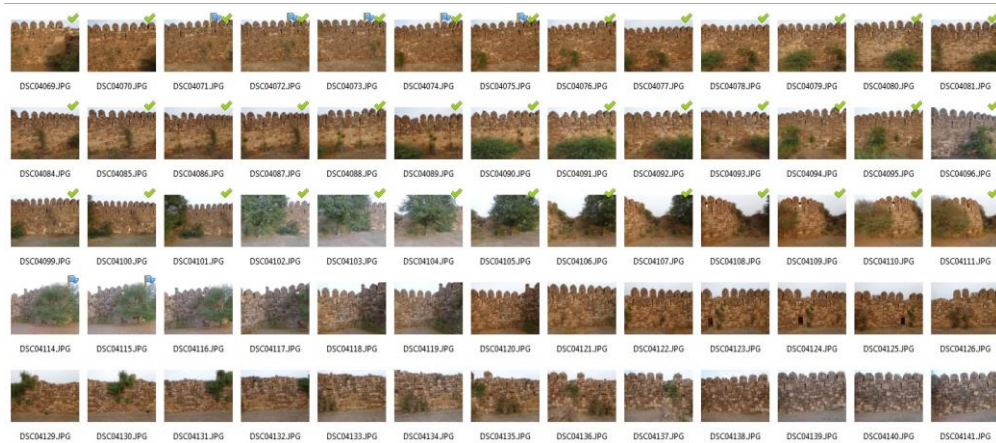 DSC04069.JPG DSC04070.JPG DSC04071.JPG DSC04072.JPG DSC04073.JPG DSC04074.JPG DSC04075.JPG DSC04076.JPG DSC04077.JPG DSC04078.JPG DSC04079.JPG DSC04080.JPG DSC04081.JPG
DSC04084.JPG DSC04085.JPG DSC04086.JPG DSC04087.JPG DSC04088.JPG DSC04089.JPG DSC04090.JPG DSC04091.JPG DSC04092.JPG DSC04093.JPG DSC04094.JPG DSC04095.JPG DSC04096.JPG
DSC04099.JPG DSC04100.JPG DSC04101.JPG DSC04102.JPG DSC04103.JPG DSC04104.JPG DSC04105.JPG DSC04106.JPG DSC04107.JPG DSC04108.JPG DSC04109.JPG DSC04110.JPG DSC04111.JPG
DSC04114.JPG DSC04115.JPG DSC04116.JPG DSC04117.JPG DSC04118.JPG DSC04119.JPG DSC04120.JPG DSC04121.JPG DSC04122.JPG DSC04123.JPG DSC04124.JPG DSC04125.JPG DSC04126.JPG
DSC04129.JPG DSC04130.JPG DSC04131.JPG DSC04132.JPG DSC04133.JPG DSC04134.JPG DSC04135.JPG DSC04136.JPG DSC04137.JPG DSC04138.JPG DSC04139.JPG DSC04140.JPG DSC04141.JPG